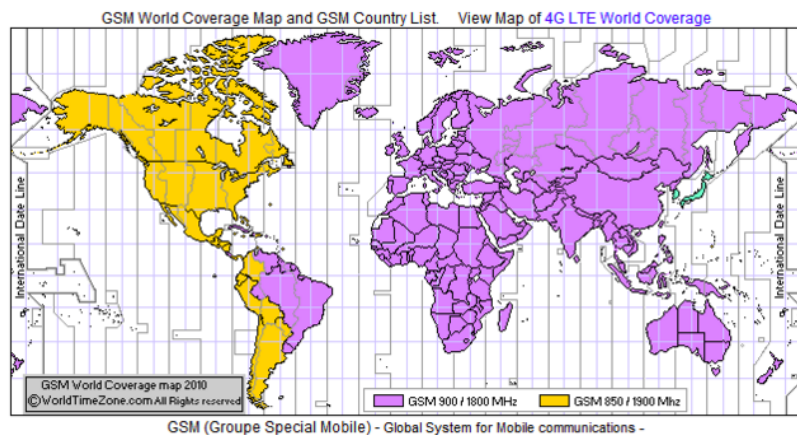 GSM World Coverage Map and GSM Country List. View Map of 4G LTE World Coverage
International Date Line
International Date Line
GSM World Coverage map 2010
©WorldTimeZone.com All Rights reserved
GSM 900 / 1800 MHz
GSM 850 / 1900 Mhz
GSM (Groupe Special Mobile) - Global System for Mobile communications -